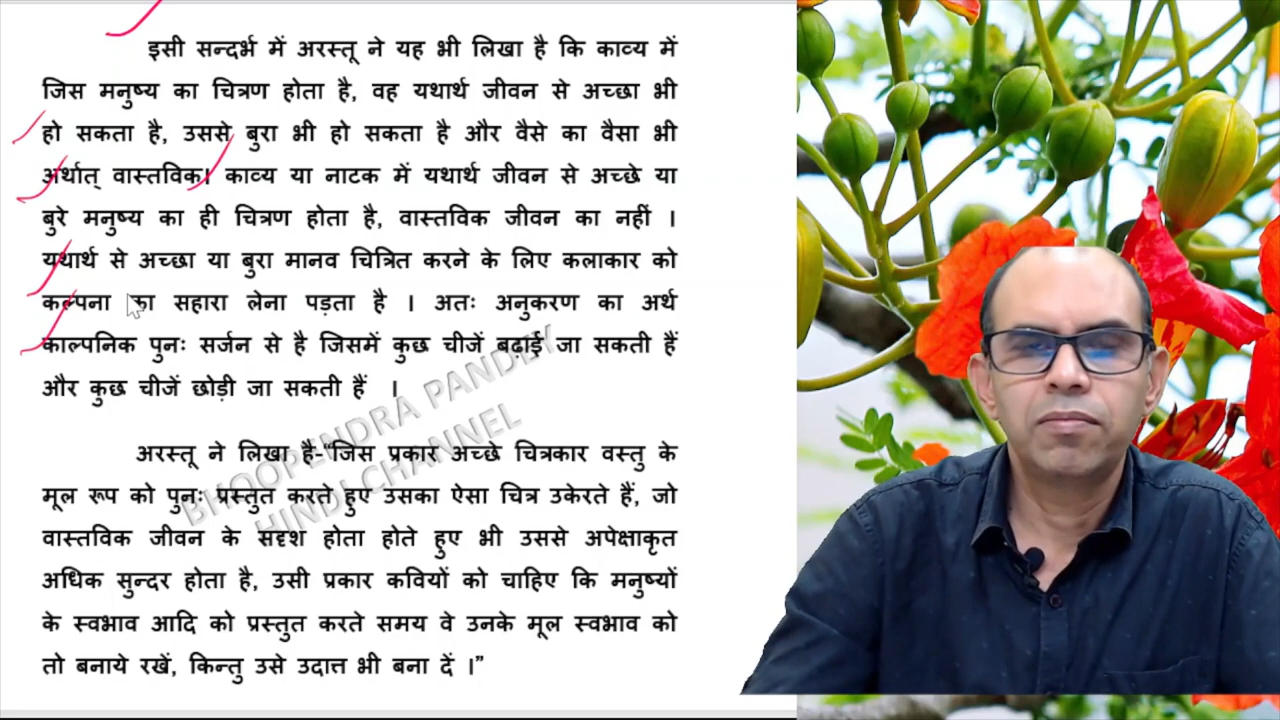 इसी सन्दर्भ में अरस्तू ने यह भी लिखा है कि काव्य में
जिस मनुष्य का चित्रण होता है, वह यथार्थ जीवन से अच्छा भी
हो सकता है, उससे बुरा भी हो सकता है और वैसे का वैसा भी
अर्थात् वास्तविक। काव्य या नाटक में यथार्थ जीवन से अच्छे या
बुरे मनुष्य का ही चित्रण होता है, वास्तविक जीवन का नहीं ।
यथार्थ से अच्छा या बुरा मानव चित्रित करने के लिए कलाकार को
कल्पना का सहारा लेना पड़ता है । अतः अनुकरण का अर्थ
काल्पनिक पुनः सर्जन से है जिसमें कुछ चीजें बढ़ाई जा सकती हैं
और कुछ चीजें छोड़ी जा सकती हैं ।
अरस्तू ने लिखा है-“जिस प्रकार अच्छे चित्रकार वस्तु के
मूल रूप को पुनः प्रस्तुत करते हुए उसका ऐसा चित्र उकेरते हैं, जो
वास्तविक जीवन के सदृश होता होते हुए भी उससे अपेक्षाकृत
अधिक सुन्दर होता है, उसी प्रकार कवियों को चाहिए कि मनुष्यों
के स्वभाव आदि को प्रस्तुत करते समय वे उनके मूल स्वभाव को
तो बनाये रखें, किन्तु उसे उदात्त भी बना दें ।”
BHOOPENDRA PANDEY
HINDI CHANNEL